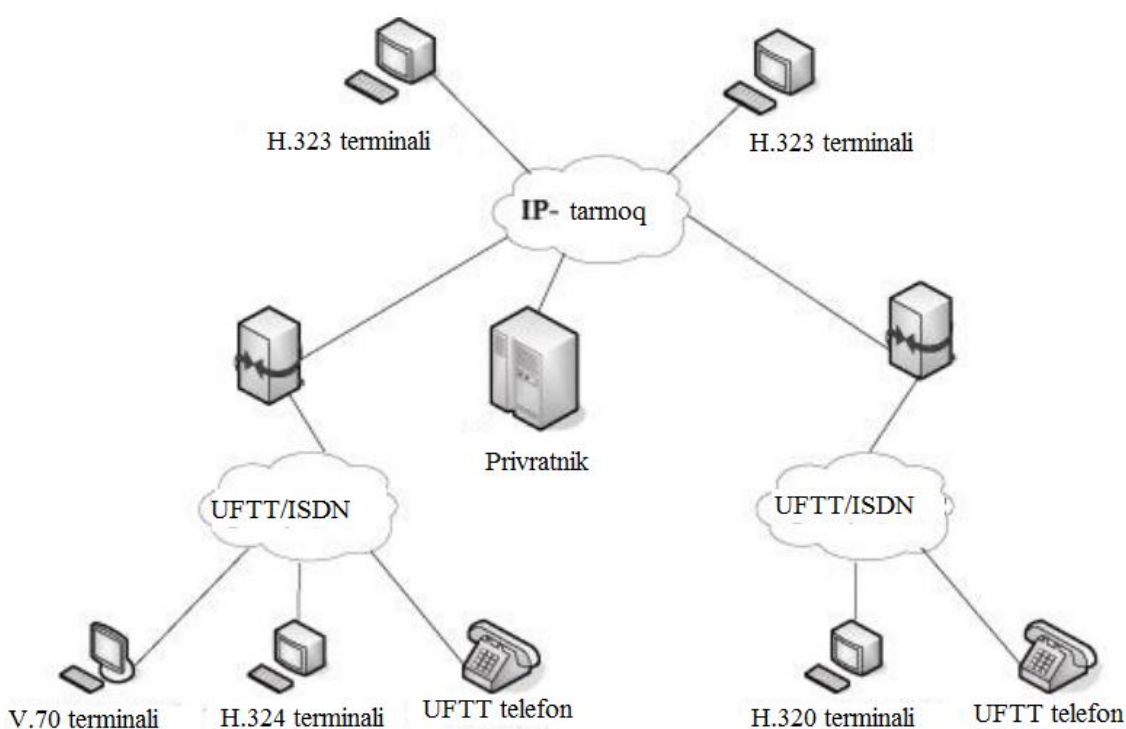 H.323 terminali
H.323 terminali
IP- tarmoq
Privratnik
UFTT/ISDN
UFTT/ISDN
V.70 terminali
H.324 terminali
UFTT telefon
H.320 terminali
UFTT telefon